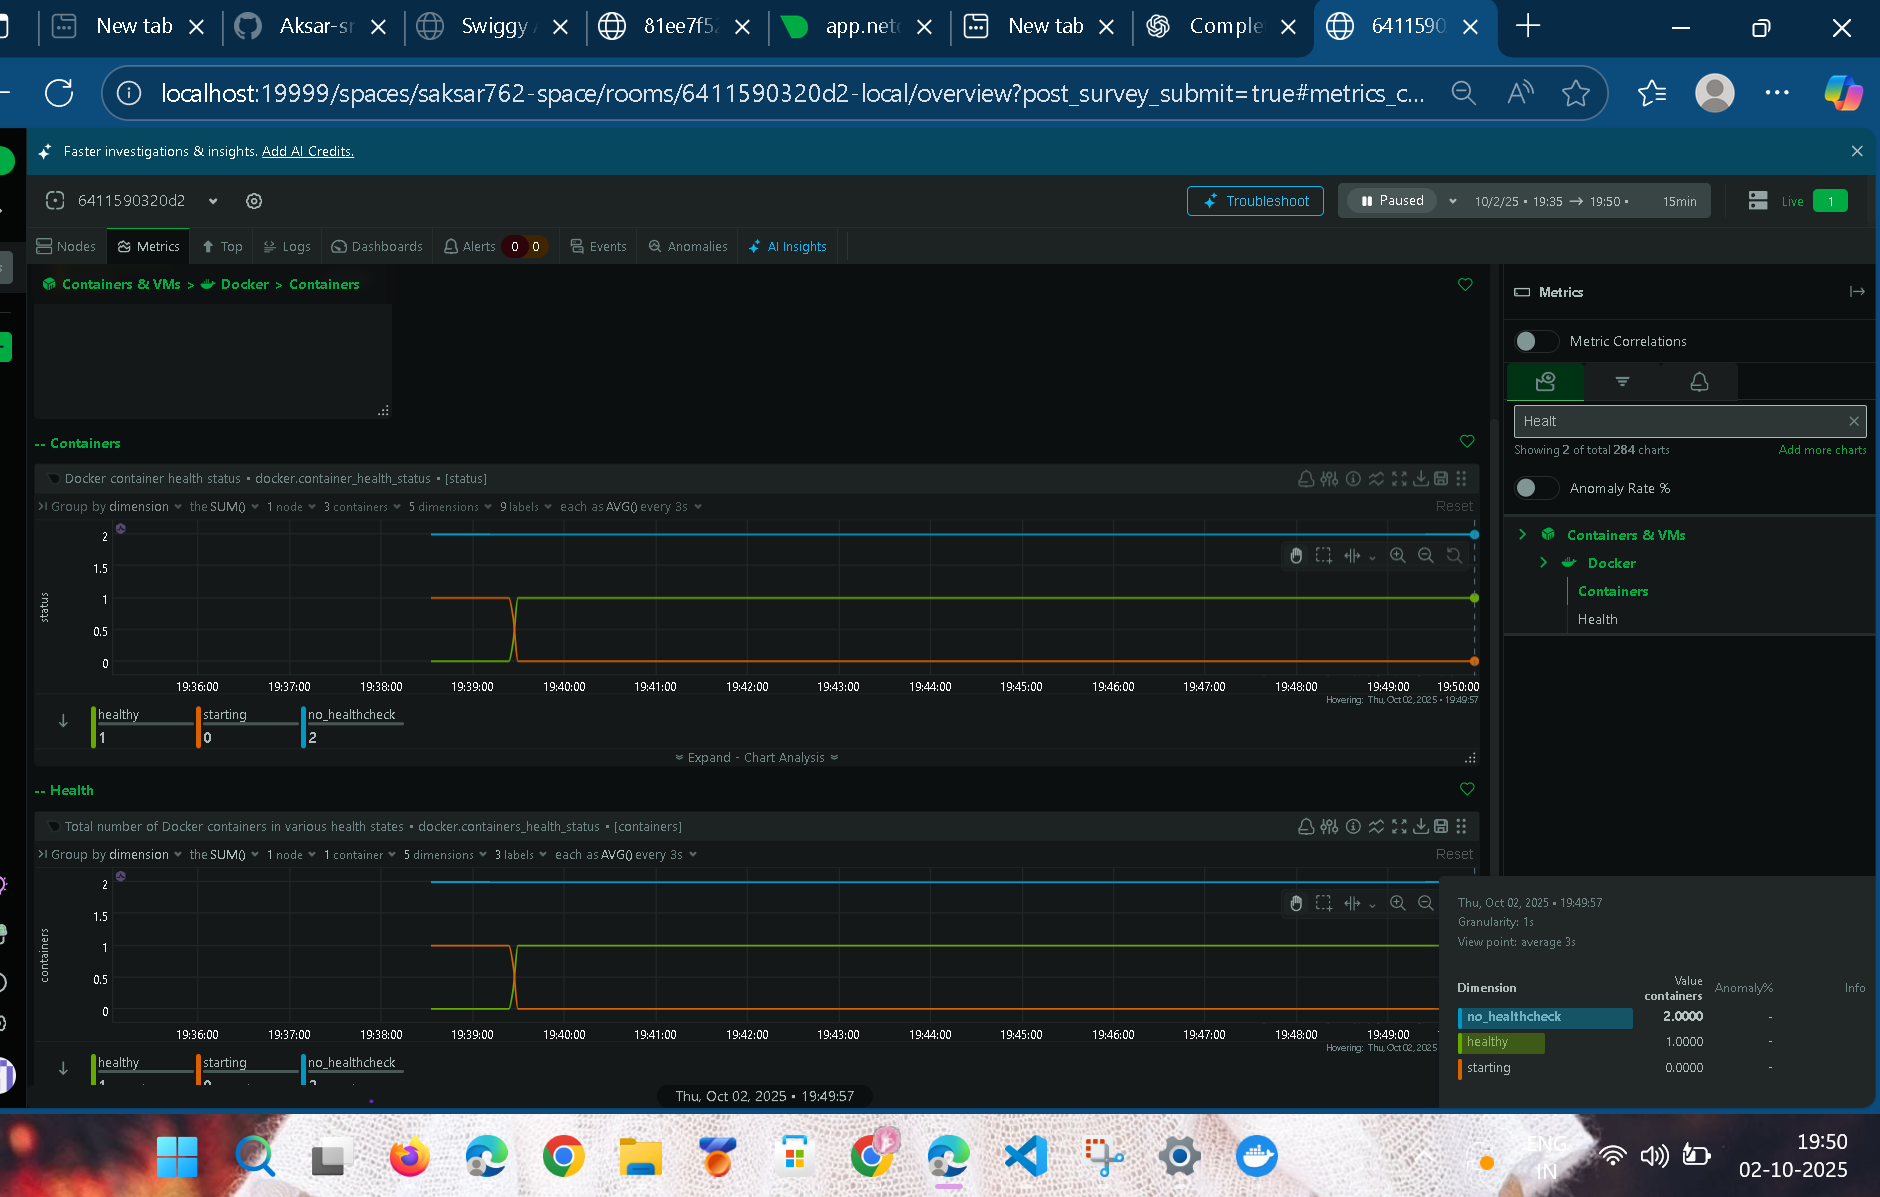 New tab
Aksar-sr
Swiggy A
81ee7f52
app.netd
New tab
Comple
6411590
localhost:19999/spaces/saksar762-space/rooms/6411590320d2-local/overview?post_survey_submit=true#metrics_c...
Faster investigations & insights. Add AI Credits.
6411590320d2
Troubleshoot
Paused
10/2/25 • 19:35 → 19:50 •
15min
Live
1
Nodes
Metrics
Top
Logs
Dashboards
Alerts
0
0
Events
Anomalies
AI Insights
Containers & VMs > Docker > Containers
-- Containers
Docker container health status • docker.container_health_status • [status]
Group by dimension the SUM() 1 node 3 containers 5 dimensions 9 labels each as AVG() every 3s
Reset
status
2
1.5
1
0.5
0
19:36:00
19:37:00
19:38:00
19:39:00
19:40:00
19:41:00
19:42:00
19:43:00
19:44:00
19:45:00
19:46:00
19:47:00
19:48:00
19:49:00
19:50:00
Hovering: Thu, Oct 02, 2025 • 19:49:57
healthy
1
starting
0
no_healthcheck
2
Expand - Chart Analysis
-- Health
Total number of Docker containers in various health states • docker.containers_health_status • [containers]
Group by dimension the SUM() 1 node 1 container 5 dimensions 3 labels each as AVG() every 3s
Reset
containers
2
1.5
1
0.5
0
19:36:00
19:37:00
19:38:00
19:39:00
19:40:00
19:41:00
19:42:00
19:43:00
19:44:00
19:45:00
19:46:00
19:47:00
19:48:00
19:49:00
Hovering: Thu, Oct 02, 2025
healthy
1
starting
0
no_healthcheck
2
Thu, Oct 02, 2025 • 19:49:57
Metrics
Metric Correlations
Healt
Showing 2 of total 284 charts
Add more charts
Anomaly Rate %
Containers & VMs
Docker
Containers
Health
Thu, Oct 02, 2025 • 19:49:57
Granularity: 1s
View point: average 3s
Dimension
Value containers
Anomaly%
Info
no_healthcheck 2.0000 -
healthy 1.0000 -
starting 0.0000 -
ENG
IN
19:50
02-10-2025